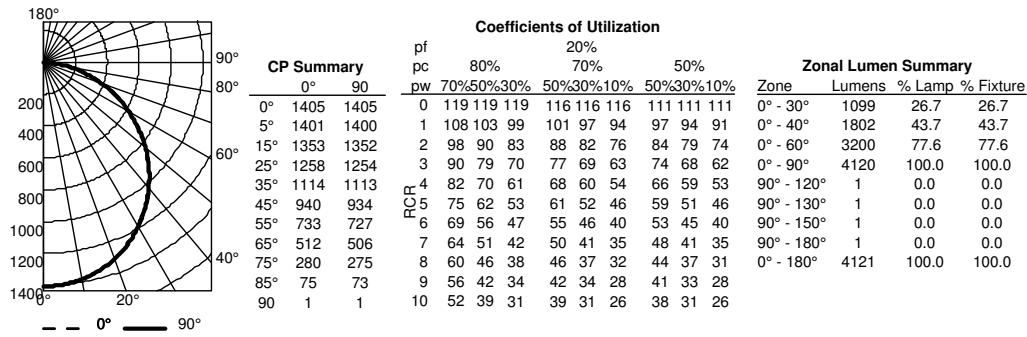 180°
90°
80°
60°
40°
20°
0°
200
400
600
800
1000
1200
1400
0° 90°
CP Summary
0° 90
0° 1405 1405
5° 1401 1400
15° 1353 1352
25° 1258 1254
35° 1114 1113
45° 940 934
55° 733 727
65° 512 506
75° 280 275
85° 75 73
90 1 1
Coefficients of Utilization
pf 20%
pc 80% 70% 50%
pw 70%50%30% 50%30%10% 50%30%10%
RCR
0 119 119 119 116 116 116 111 111 111
1 108 103 99 101 97 94 97 94 91
2 98 90 83 88 82 76 84 79 74
3 90 79 70 77 69 63 74 68 62
4 82 70 61 68 60 54 66 59 53
5 75 62 53 61 52 46 59 51 46
6 69 56 47 55 46 40 53 45 40
7 64 51 42 50 41 35 48 41 35
8 60 46 38 46 37 32 44 37 31
9 56 42 34 42 34 28 41 33 28
10 52 39 31 39 31 26 38 31 26
Zonal Lumen Summary
Zone Lumens % Lamp % Fixture
0° - 30° 1099 26.7 26.7
0° - 40° 1802 43.7 43.7
0° - 60° 3200 77.6 77.6
0° - 90° 4120 100.0 100.0
90° - 120° 1 0.0 0.0
90° - 130° 1 0.0 0.0
90° - 150° 1 0.0 0.0
90° - 180° 1 0.0 0.0
0° - 180° 4121 100.0 100.0